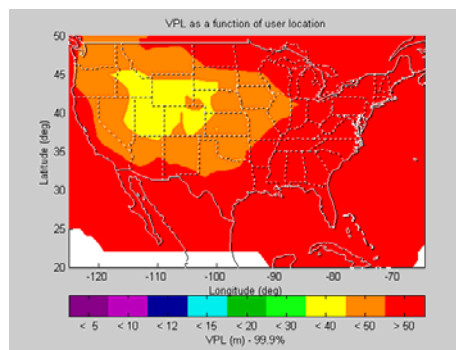 VPL as a function of user location
50
45
40
35
30
25
20
Latitude (deg)
-120 -110 -100 -90 -80 -70
Longitude (deg)
< 5 < 10 < 12 < 15 < 20 < 30 < 40 < 50 > 50
VPL (m) - 99.9%